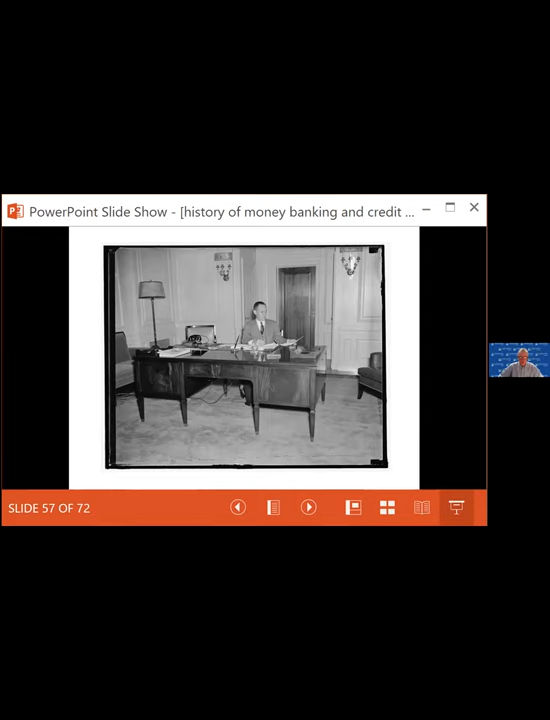 PowerPoint Slide Show - [history of money banking and credit ...
SLIDE 57 OF 72